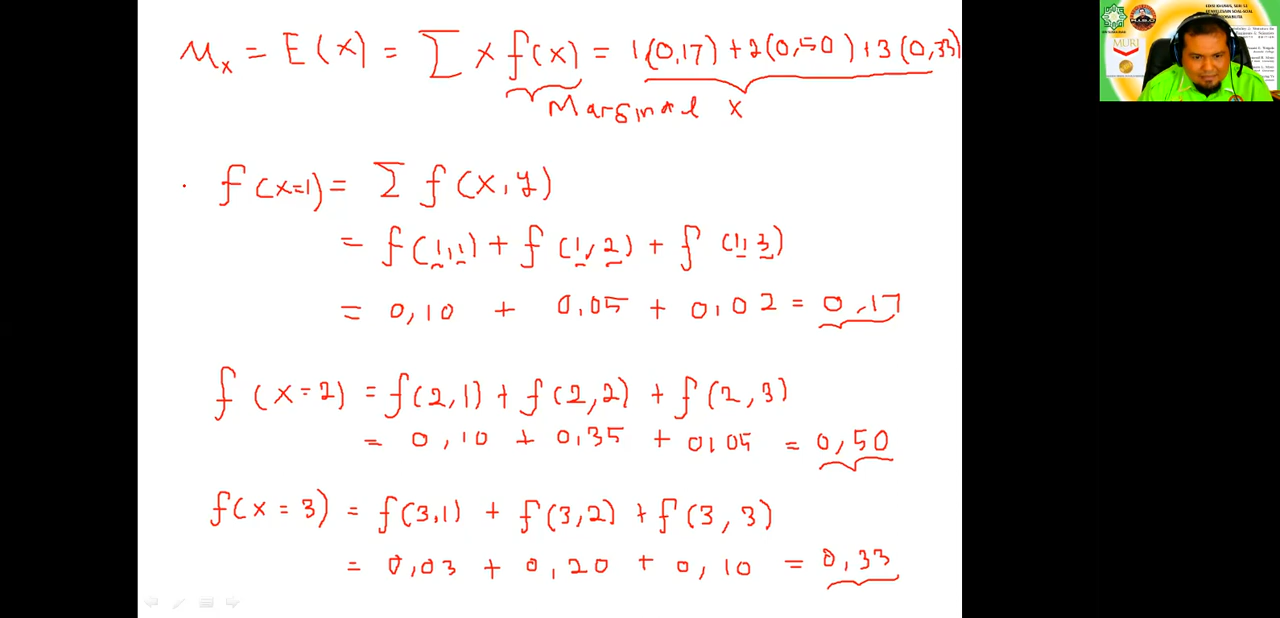 μx = E(x) = Σ x f(x) = 1(0,17) + 2(0,50) + 3(0,33)
Marginal x
f(x=1) = Σ f(x,y)
= f(1,1) + f(1,2) + f(1,3)
= 0,10 + 0,05 + 0,02 = 0,17
f(x=2) = f(2,1) + f(2,2) + f(2,3)
= 0,10 + 0,35 + 0,05 = 0,50
f(x=3) = f(3,1) + f(3,2) + f(3,3)
= 0,03 + 0,20 + 0,10 = 0,33
MURI